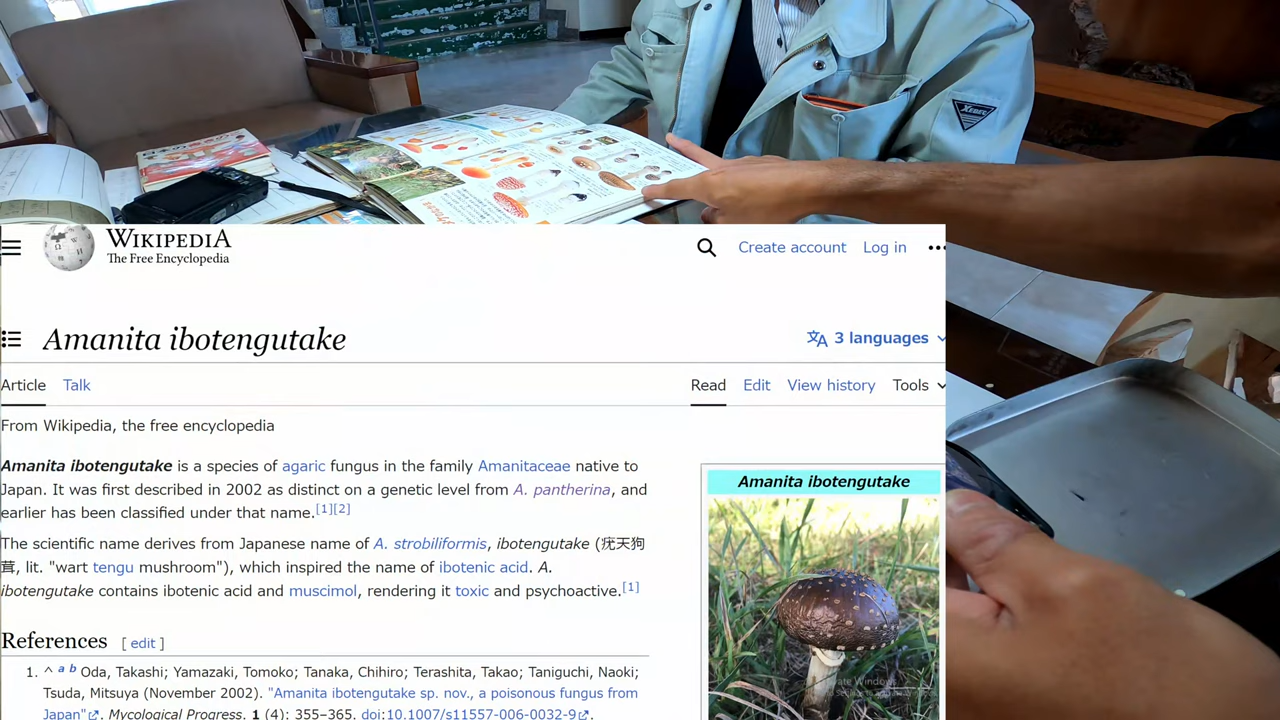 XEBEC
WIKIPEDIA
The Free Encyclopedia
Create account Log in
Amanita ibotengutake
3 languages
Article Talk
Read Edit View history Tools
From Wikipedia, the free encyclopedia
Amanita ibotengutake is a species of agaric fungus in the family Amanitaceae native to
Japan. It was first described in 2002 as distinct on a genetic level from A. pantherina, and
earlier has been classified under that name.[1][2]
The scientific name derives from Japanese name of A. strobiliformis, ibotengutake (疣天狗
茸, lit. "wart tengu mushroom"), which inspired the name of ibotenic acid. A.
ibotengutake contains ibotenic acid and muscimol, rendering it toxic and psychoactive.[1]
Amanita ibotengutake
References [ edit ]
1. ^ a b Oda, Takashi; Yamazaki, Tomoko; Tanaka, Chihiro; Terashita, Takao; Taniguchi, Naoki;
Tsuda, Mitsuya (November 2002). "Amanita ibotengutake sp. nov., a poisonous fungus from
Japan". Mycological Progress. 1 (4): 355–365. doi:10.1007/s11557-006-0032-9.